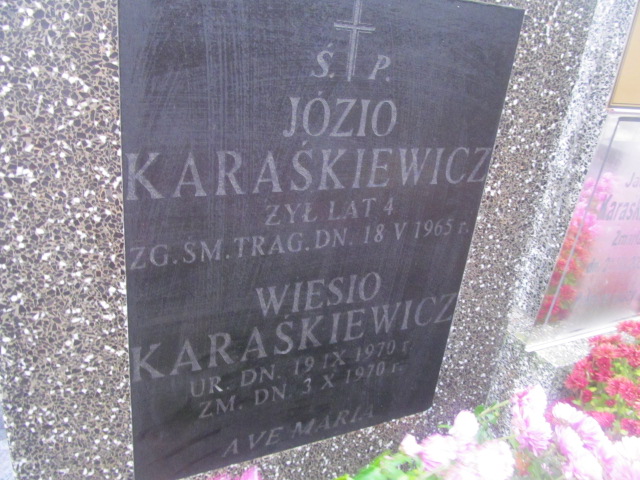 Ś. P.
JÓZIO
KARAŚKIEWICZ
ŻYŁ LAT 4
ZG. ŚM. TRAG. DN. 18 V 1965 r.
WIESIO
KARAŚKIEWICZ
UR. DN. 19 IX 1970 r
ZM. DN. 3 X 1970 r.
AVE MARIA